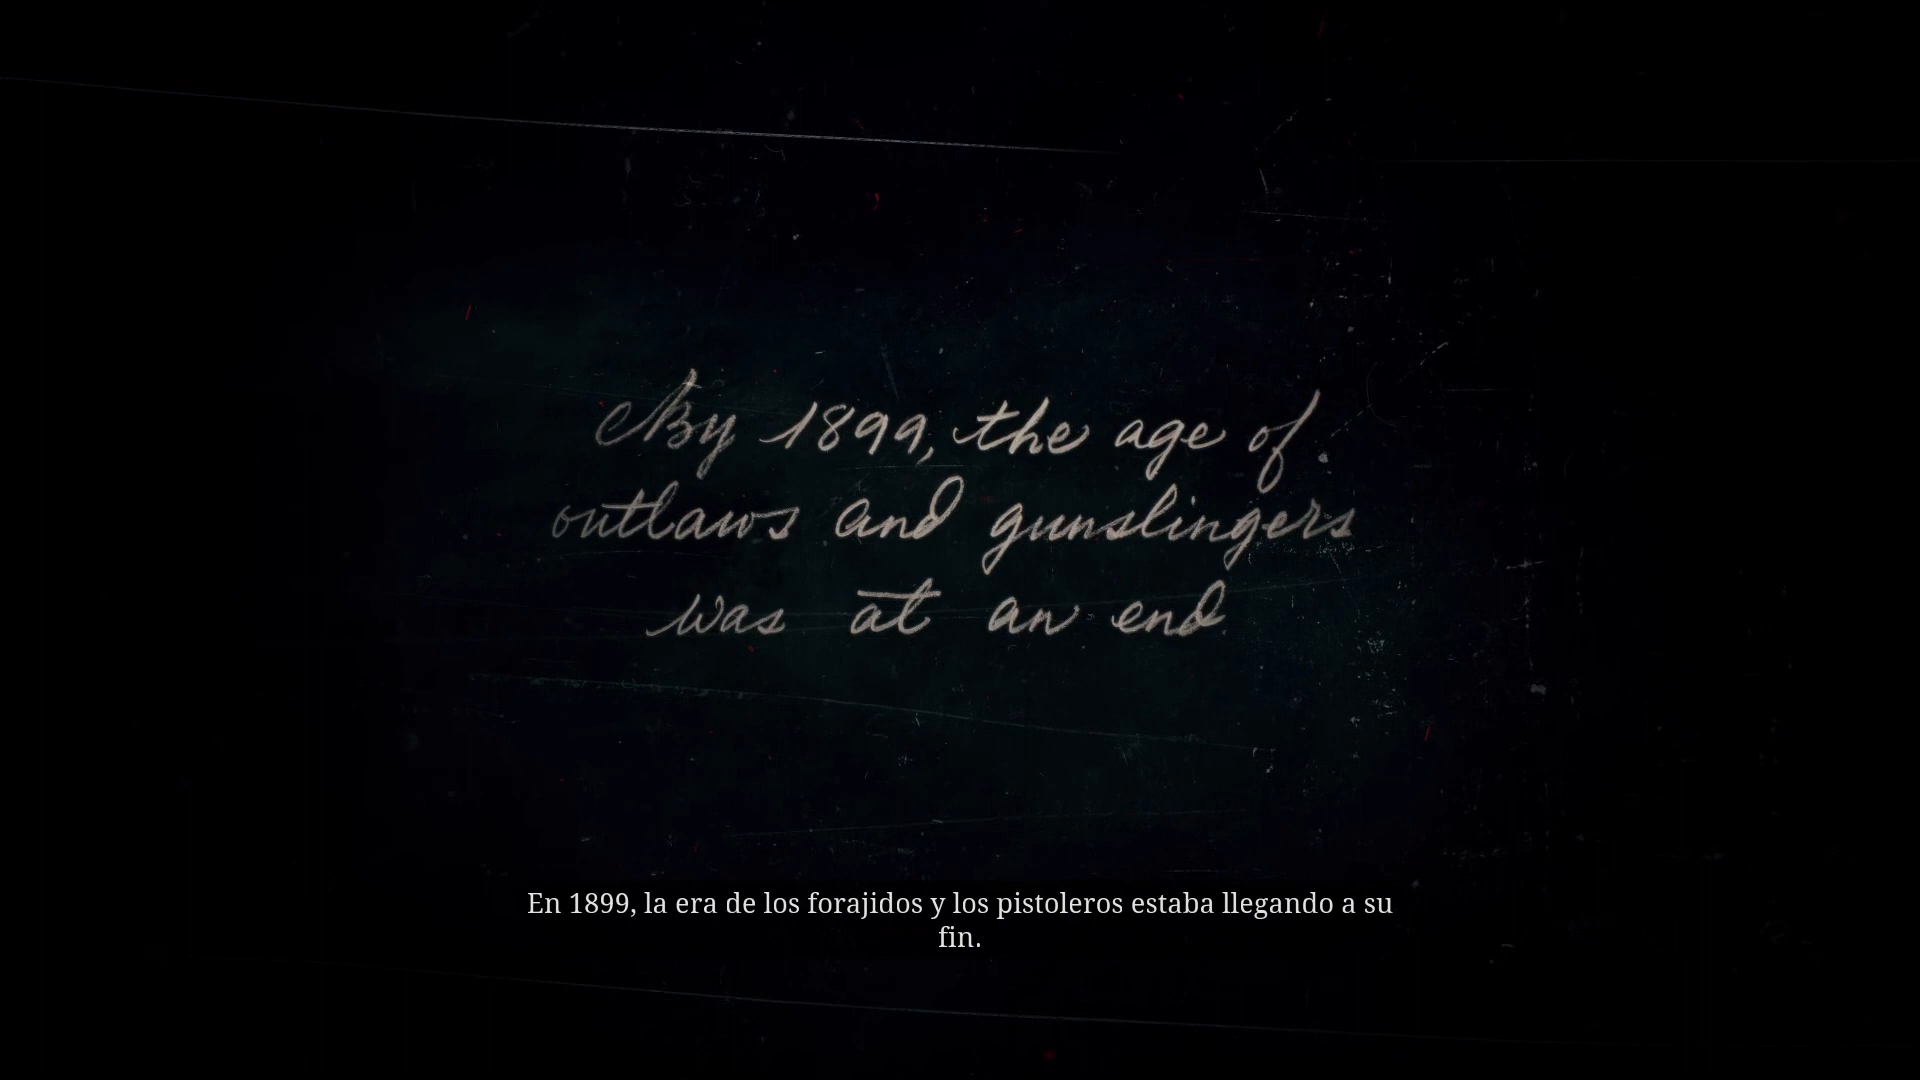 By 1899, the age of
outlaws and gunslingers
was at an end.
En 1899, la era de los forajidos y los pistoleros estaba llegando a su
fin.